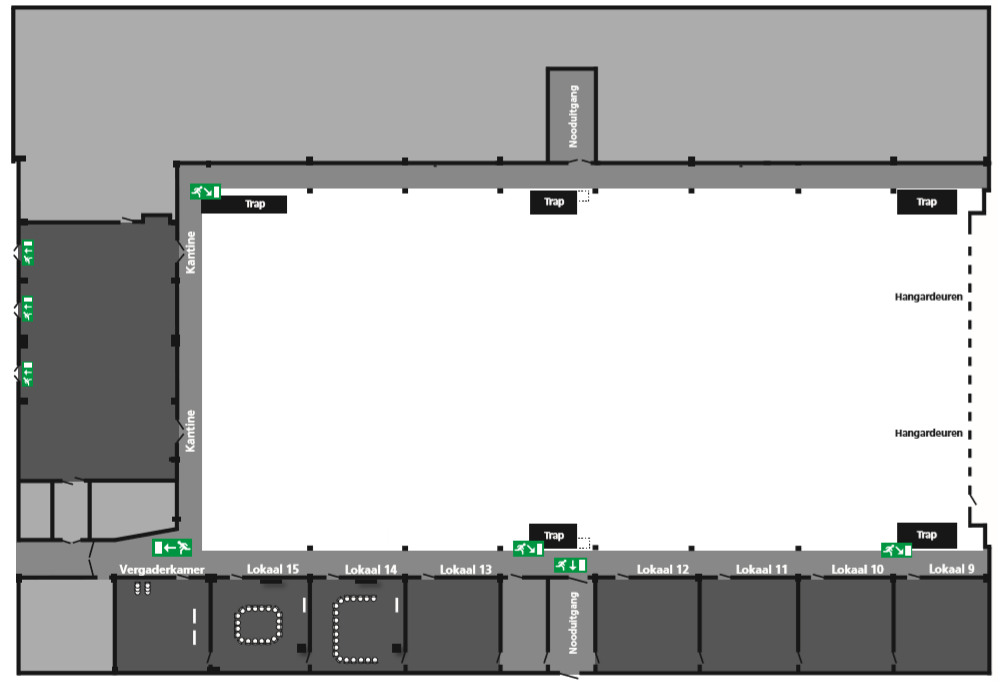 Nooduitgang
Trap
Trap
Trap
Kantine
Hangardeuren
Kantine
Hangardeuren
Trap
Trap
Vergaderkamer
Lokaal 15
Lokaal 14
Lokaal 13
Lokaal 12
Lokaal 11
Lokaal 10
Lokaal 9
Nooduitgang